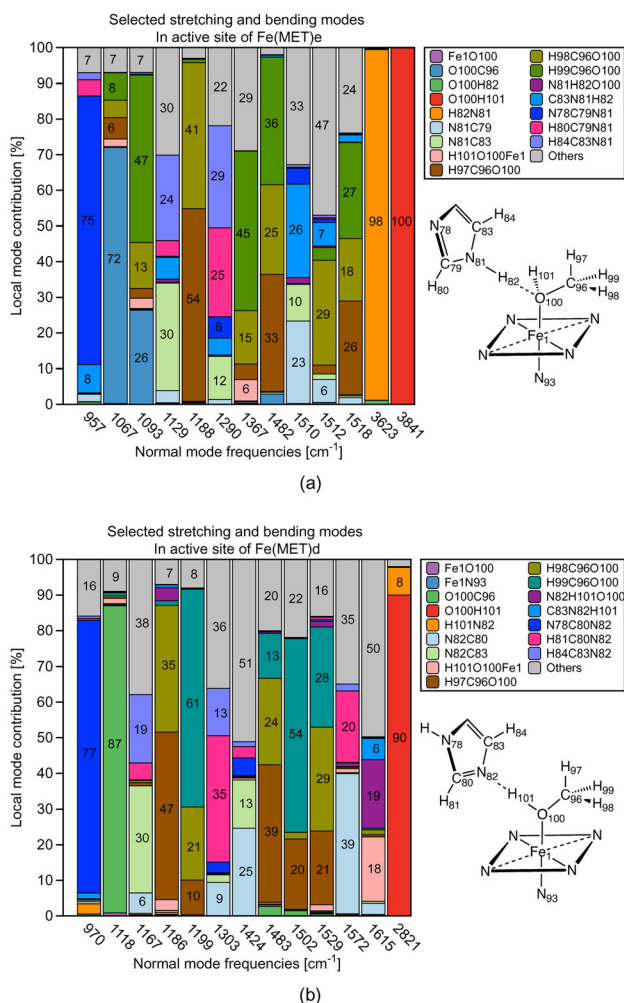 Selected stretching and bending modes
In active site of Fe(MET)e
Local mode contribution [%]
100
90
80
70
60
50
40
30
20
10
0
7
75
8
7
8
6
72
7
47
13
26
30
24
30
41
54
22
29
25
6
12
29
45
15
6
36
25
33
33
26
10
23
47
7
29
6
24
27
18
26
98
100
957
1067
1093
1129
1188
1290
1367
1482
1510
1512
1518
3623
3841
Normal mode frequencies [cm-1]
Fe1O100
O100C96
O100H82
O100H101
H82N81
N81C79
N81C83
H101O100Fe1
H97C96O100
H98C96O100
H99C96O100
N81H82O100
C83N81H82
N78C79N81
H80C79N81
H84C83N81
Others
N78
C83
H84
C79
N81
H80
H82
H101
H97
C96
H99
H98
O100
N
N
Fe1
N
N
N93
(a)
Selected stretching and bending modes
In active site of Fe(MET)d
Local mode contribution [%]
100
90
80
70
60
50
40
30
20
10
0
16
77
9
87
38
19
30
6
7
35
47
8
61
21
10
36
13
35
9
51
13
25
20
13
24
39
22
54
20
16
28
29
21
35
20
39
50
6
19
18
8
90
970
1118
1167
1186
1199
1303
1424
1483
1502
1529
1572
1615
2821
Normal mode frequencies [cm-1]
Fe1O100
Fe1N93
O100C96
O100H101
H101N82
N82C80
N82C83
H101O100Fe1
H97C96O100
H98C96O100
H99C96O100
N82H101O100
C83N82H101
N78C80N82
H81C80N82
H84C83N82
Others
H
N78
C83
H84
C80
N82
H81
H101
H97
C96
H99
H98
O100
N
N
Fe1
N
N
N93
(b)